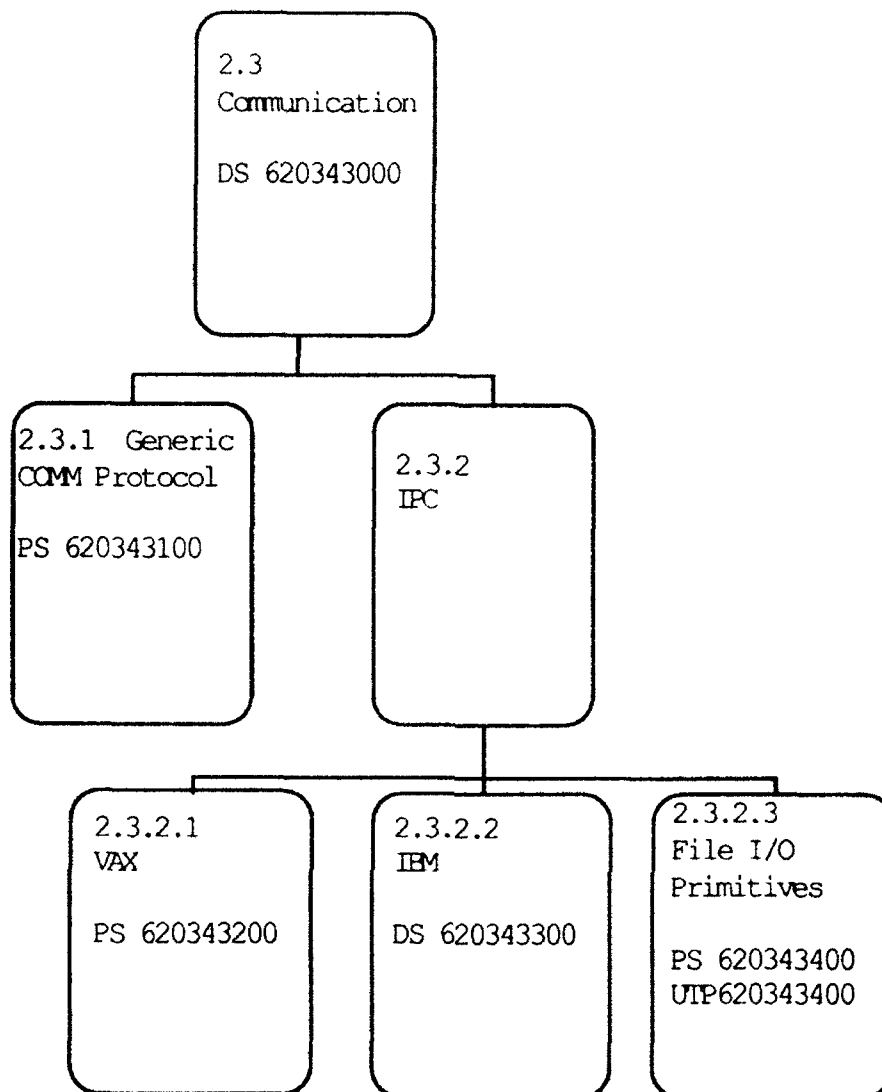 2.3
Communication
DS 620343000
2.3.1 Generic
COMM Protocol
PS 620343100
2.3.2
IPC
2.3.2.1
VAX
PS 620343200
2.3.2.2
IBM
DS 620343300
2.3.2.3
File I/O
Primitives
PS 620343400
UTP620343400